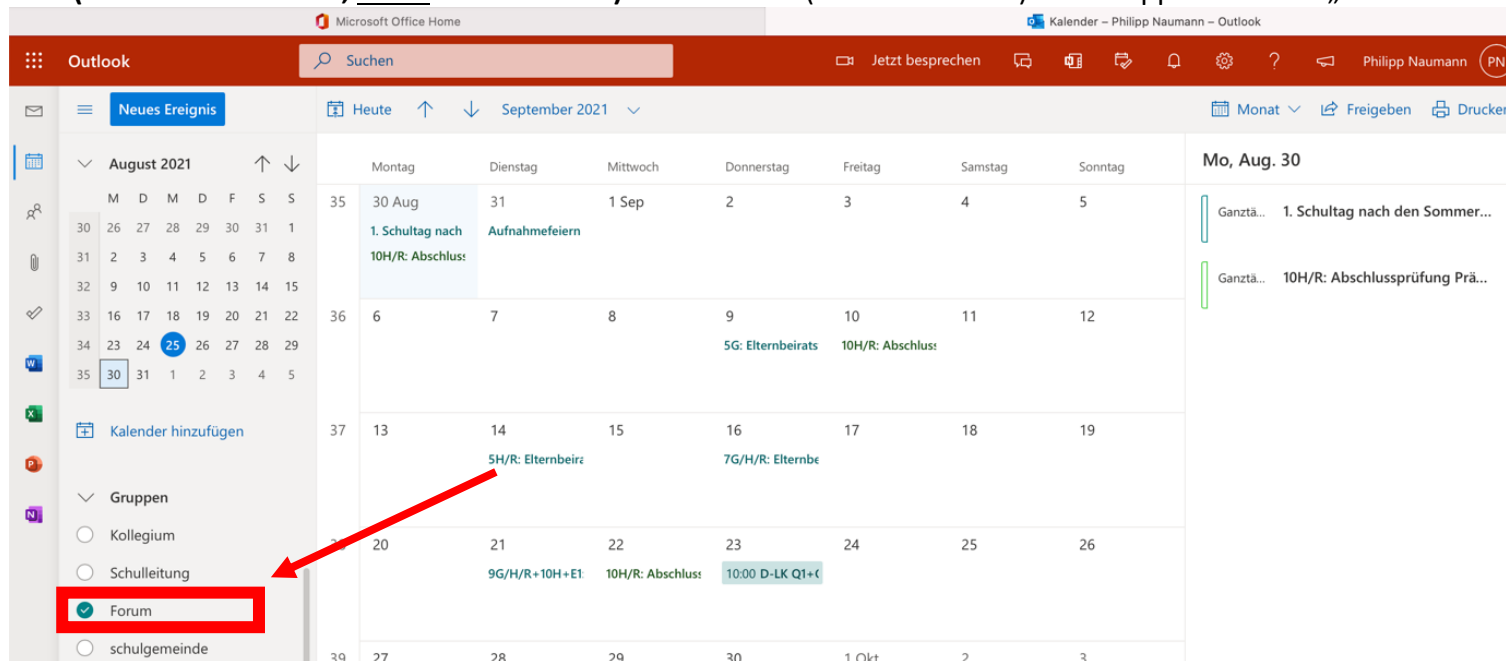 Microsoft Office Home
Kalender – Philipp Naumann – Outlook
Outlook
Suchen
Jetzt besprechen
Philipp Naumann
PN
Neues Ereignis
Heute
September 2021
Monat
Freigeben
Drucken
August 2021
M D M D F S S
30 26 27 28 29 30 31 1
31 2 3 4 5 6 7 8
32 9 10 11 12 13 14 15
33 16 17 18 19 20 21 22
34 23 24 25 26 27 28 29
35 30 31 1 2 3 4 5
Kalender hinzufügen
Gruppen
Kollegium
Schulleitung
Forum
schulgemeinde
Montag Dienstag Mittwoch Donnerstag Freitag Samstag Sonntag
35 30 Aug 31 1 Sep 2 3 4 5
1. Schultag nach Aufnahmefeiern
10H/R: Abschluss
36 6 7 8 9 10 11 12
5G: Elternbeirats 10H/R: Abschluss
37 13 14 15 16 17 18 19
5H/R: Elternbeira 7G/H/R: Elternbe
20 21 22 23 24 25 26
9G/H/R+10H+E1: 10H/R: Abschluss 10:00 D-LK Q1+
39 27 28 29 30 1 Okt 2 3
Mo, Aug. 30
Ganztä... 1. Schultag nach den Sommer...
Ganztä... 10H/R: Abschlussprüfung Prä...